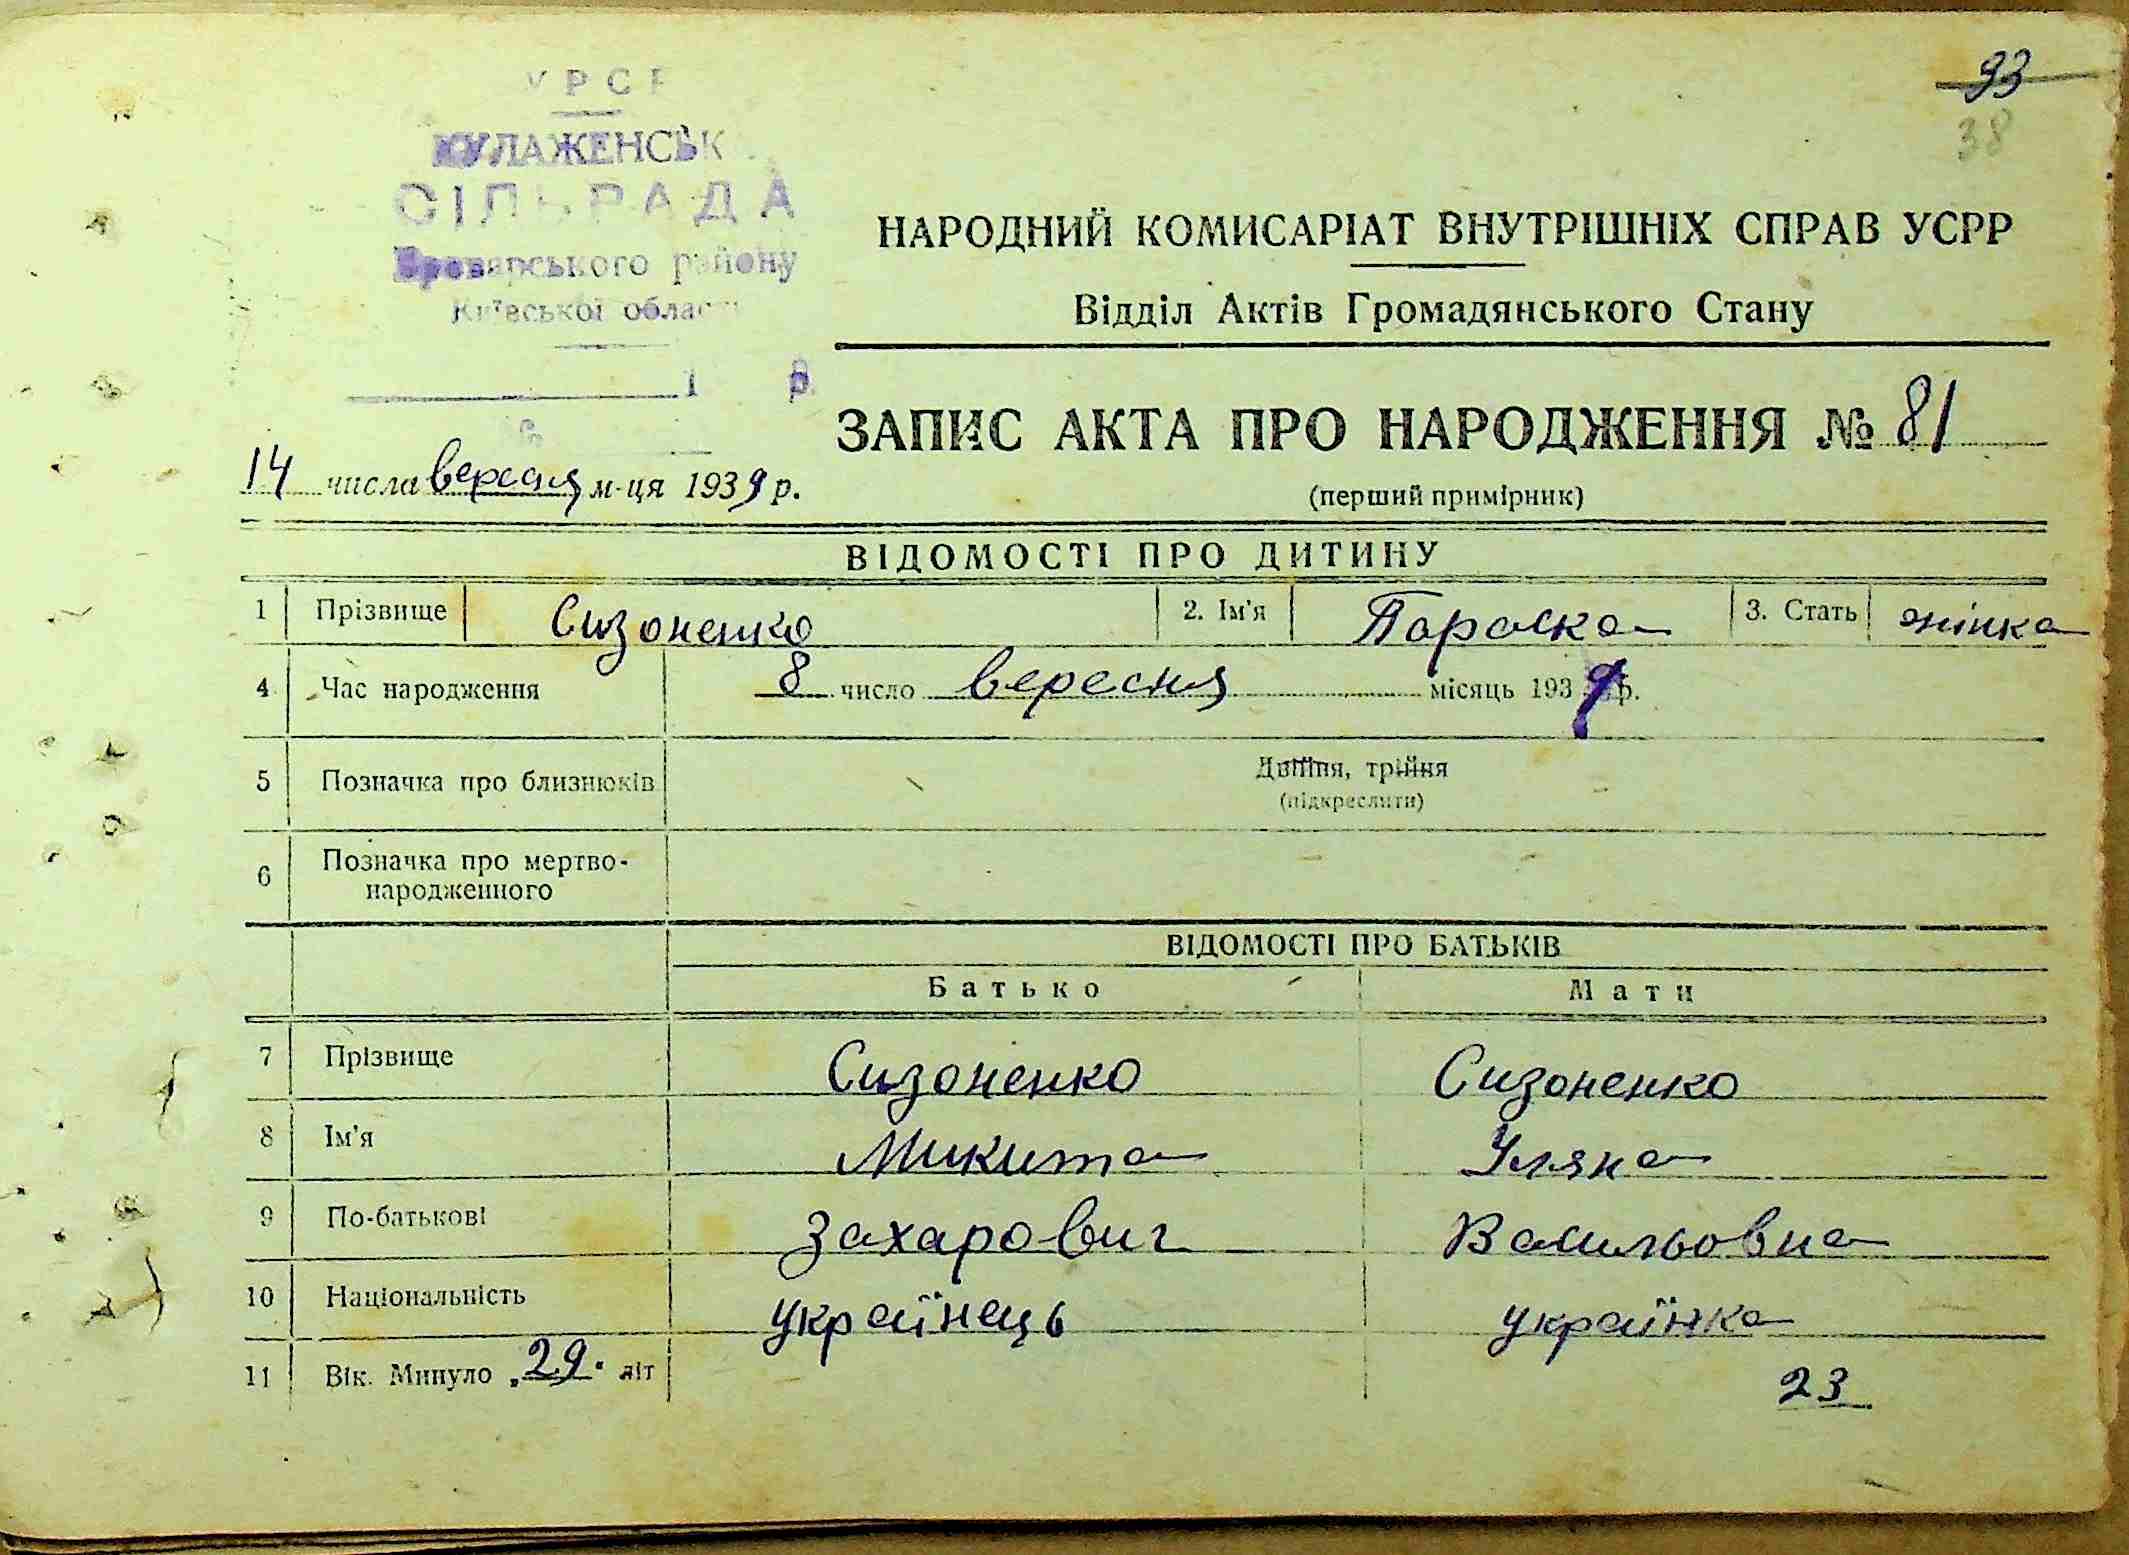 93
38
УРСР
КУЛАЖЕНСЬК
СІЛЬРАДА
Броварського району
Київської област
1 р.
НАРОДНИЙ КОМИСАРІАТ ВНУТРІШНІХ СПРАВ УСРР
Відділ Актів Громадянського Стану
ЗАПИС АКТА ПРО НАРОДЖЕННЯ № 81
14 числа вересня м-ця 1939 р.
(перший примірник)
ВІДОМОСТІ ПРО ДИТИНУ
1 Прізвище Сизоненко 2. Ім'я Параска 3. Стать жінка
4 Час народження 8 число вересня місяць 1939 р.
5 Позначка про близнюків Двійня, трійня
(підкреслити)
6 Позначка про мертво-
народженного
ВІДОМОСТІ ПРО БАТЬКІВ
Батько Мати
7 Прізвище Сизоненко Сизоненко
8 Ім'я Микита Уляна
9 По-батькові Захарович Васильовна
10 Національність українець українка
11 Вік. Минуло „29" літ 23